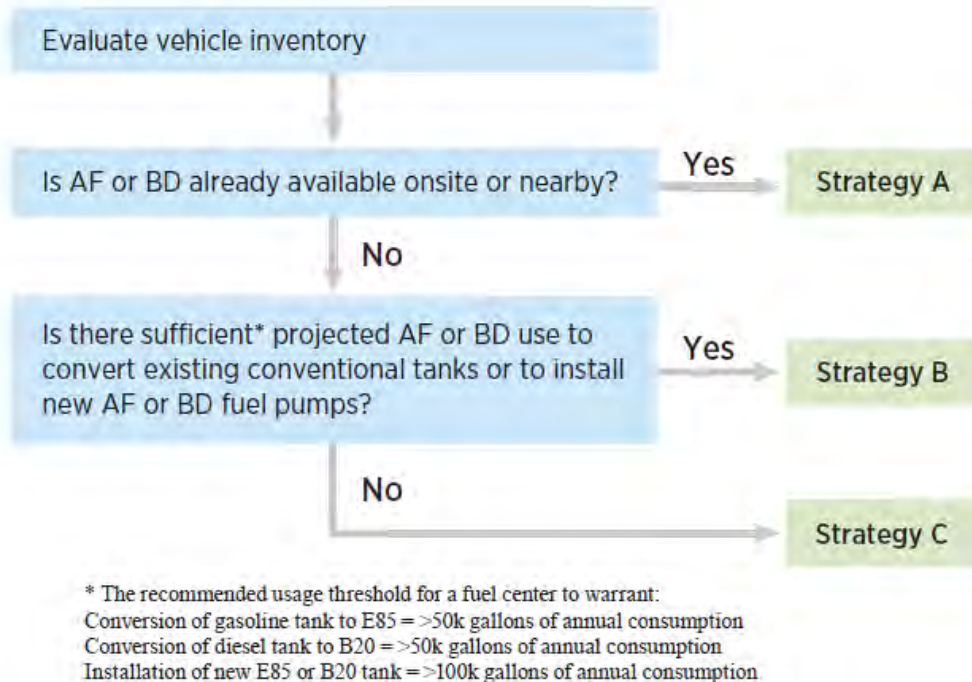 Evaluate vehicle inventory
Is AF or BD already available onsite or nearby?
Yes
Strategy A
No
Is there sufficient* projected AF or BD use to
convert existing conventional tanks or to install
new AF or BD fuel pumps?
Yes
Strategy B
No
Strategy C
* The recommended usage threshold for a fuel center to warrant:
Conversion of gasoline tank to E85 = >50k gallons of annual consumption
Conversion of diesel tank to B20 = >50k gallons of annual consumption
Installation of new E85 or B20 tank = >100k gallons of annual consumption